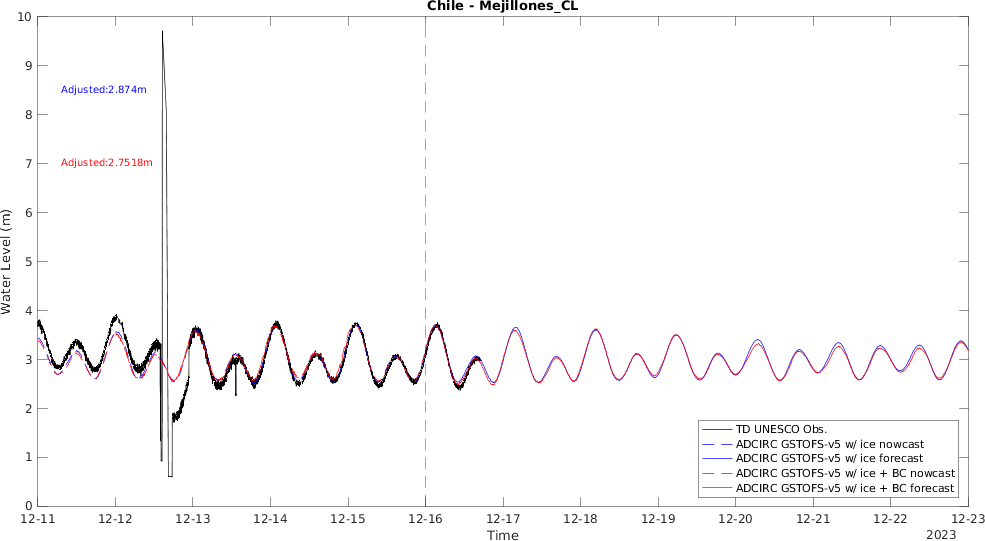 Chile - Mejillones_CL
10
9
8
7
6
5
4
3
2
1
0
Water Level (m)
Adjusted:2.874m
Adjusted:2.7518m
TD UNESCO Obs.
ADCIRC GSTOFS-v5 w/ ice nowcast
ADCIRC GSTOFS-v5 w/ ice forecast
ADCIRC GSTOFS-v5 w/ ice + BC nowcast
ADCIRC GSTOFS-v5 w/ ice + BC forecast
12-11 12-12 12-13 12-14 12-15 12-16 12-17 12-18 12-19 12-20 12-21 12-22 12-23
Time
2023